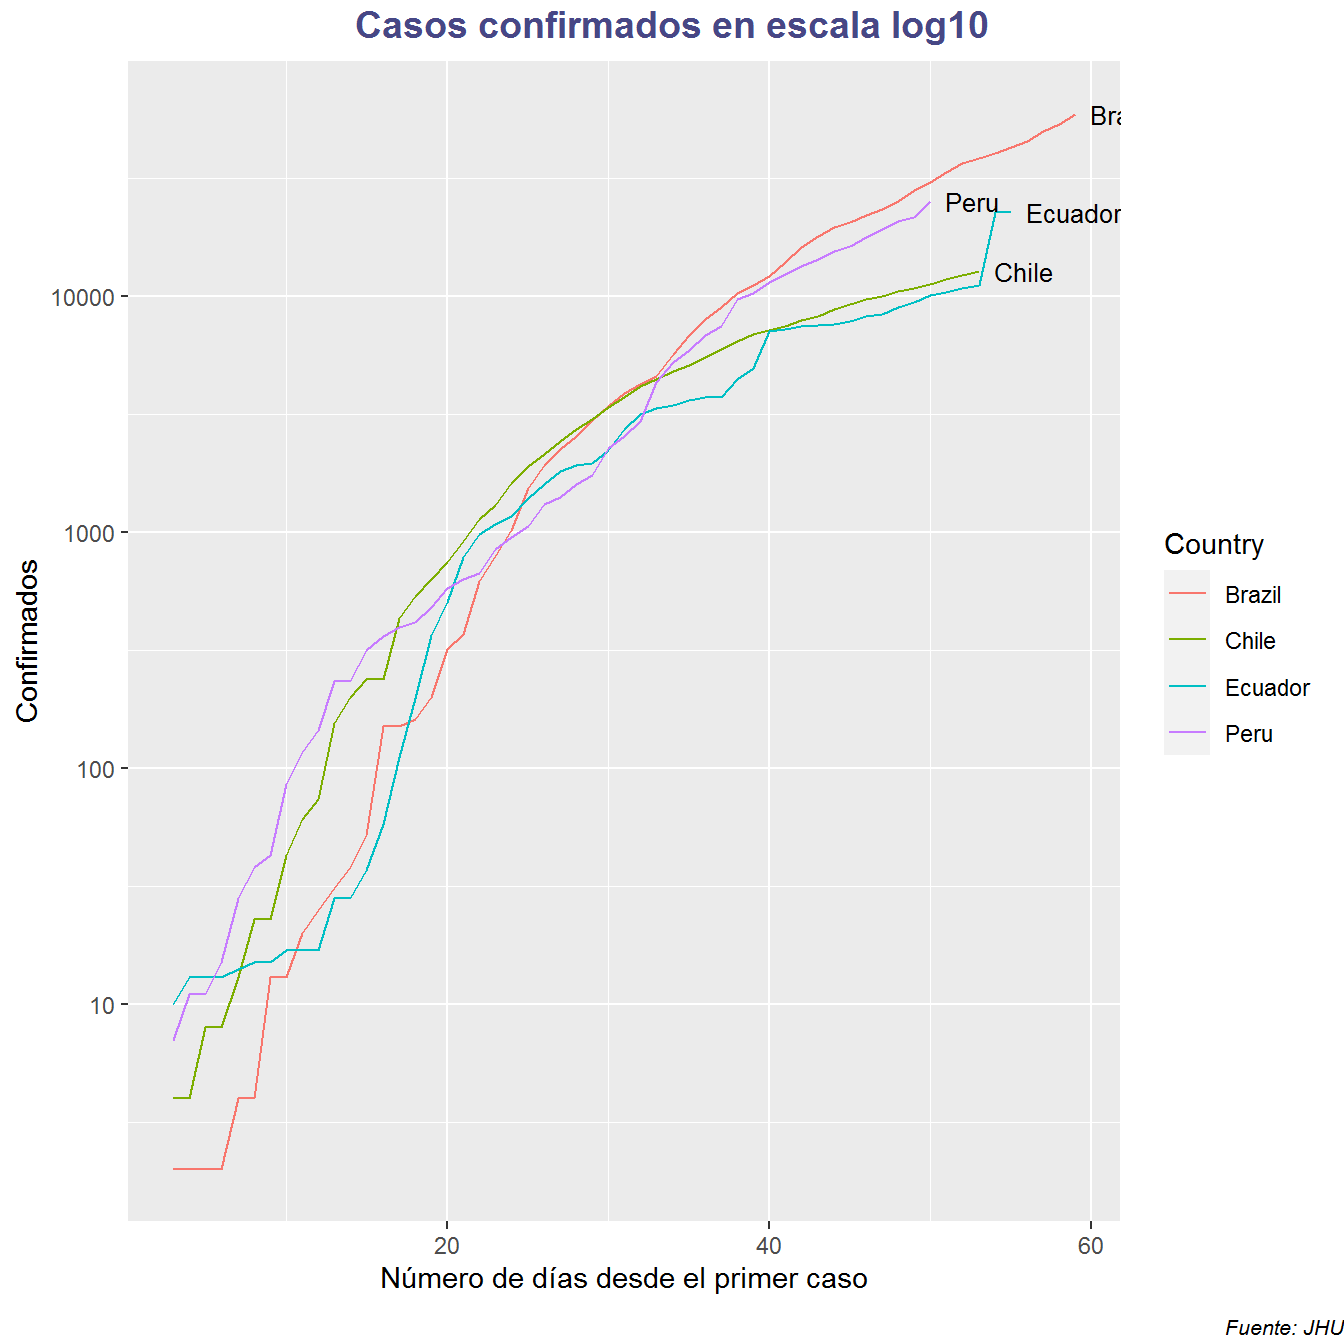 Casos confirmados en escala log10
Confirmados
10000
1000
100
10
Bra
Peru
Ecuador
Chile
20
40
60
Número de días desde el primer caso
Country
Brazil
Chile
Ecuador
Peru
Fuente: JHU